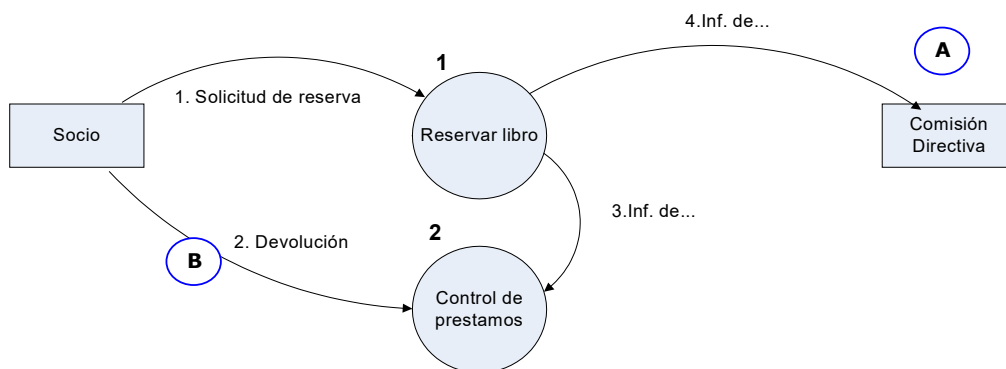 4.Inf. de...
A
1
1. Solicitud de reserva
Socio
Reservar libro
Comisión
Directiva
3.Inf. de...
2
2. Devolución
B
Control de
prestamos